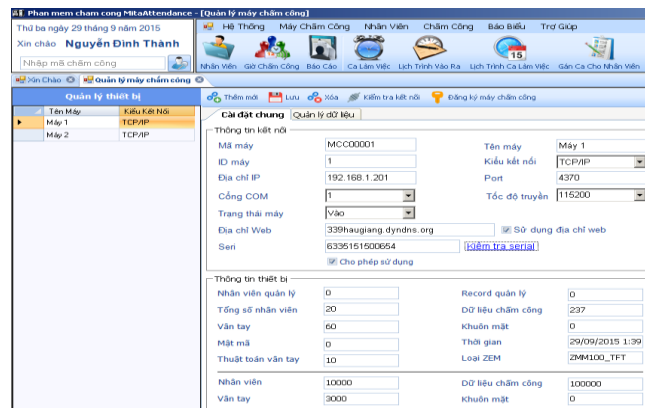 Phan mem cham cong MitaAttendance - [Quản lý máy chấm công]
Thứ ba ngày 29 tháng 9 năm 2015
Hệ Thống Máy Chấm Công Nhân Viên Chấm Công Báo Biểu Trợ Giúp
Xin chào Nguyễn Đình Thành
Nhập mã chấm công
15
Nhân Viên Giờ Chấm Công Báo Cáo Ca Làm Việc Lịch Trình Vào Ra Lịch Trình Ca Làm Việc Gán Ca Cho Nhân Viên
Xin Chào Quản lý máy chấm công
Quản lý thiết bị
Thêm mới Lưu Xóa Kiểm tra kết nối Đăng ký máy chấm công
Tên Máy Kiểu Kết Nối
Máy 1 TCP/IP
Máy 2 TCP/IP
Cài đặt chung Quản lý dữ liệu
Thông tin kết nối
Mã máy MCC00001 Tên máy Máy 1
ID máy 1 Kiểu kết nối TCP/IP
Địa chỉ IP 192.168.1.201 Port 4370
Cổng COM 1 Tốc độ truyền 115200
Trạng thái máy Vào
Địa chỉ Web 339haugiang.dyndns.org Sử dụng địa chỉ web
Seri 6335151500654 Kiểm tra serial
Cho phép sử dụng
Thông tin thiết bị
Nhân viên quản lý 0 Record quản lý 0
Tổng số nhân viên 20 Dữ liệu chấm công 237
Vân tay 60 Khuôn mặt 0
Mật mã 0 Thời gian 29/09/2015 1:39
Thuật toán vân tay 10 Loại ZEM ZMM100_TFT
Nhân viên 10000 Dữ liệu chấm công 100000
Vân tay 3000 Khuôn mặt 0